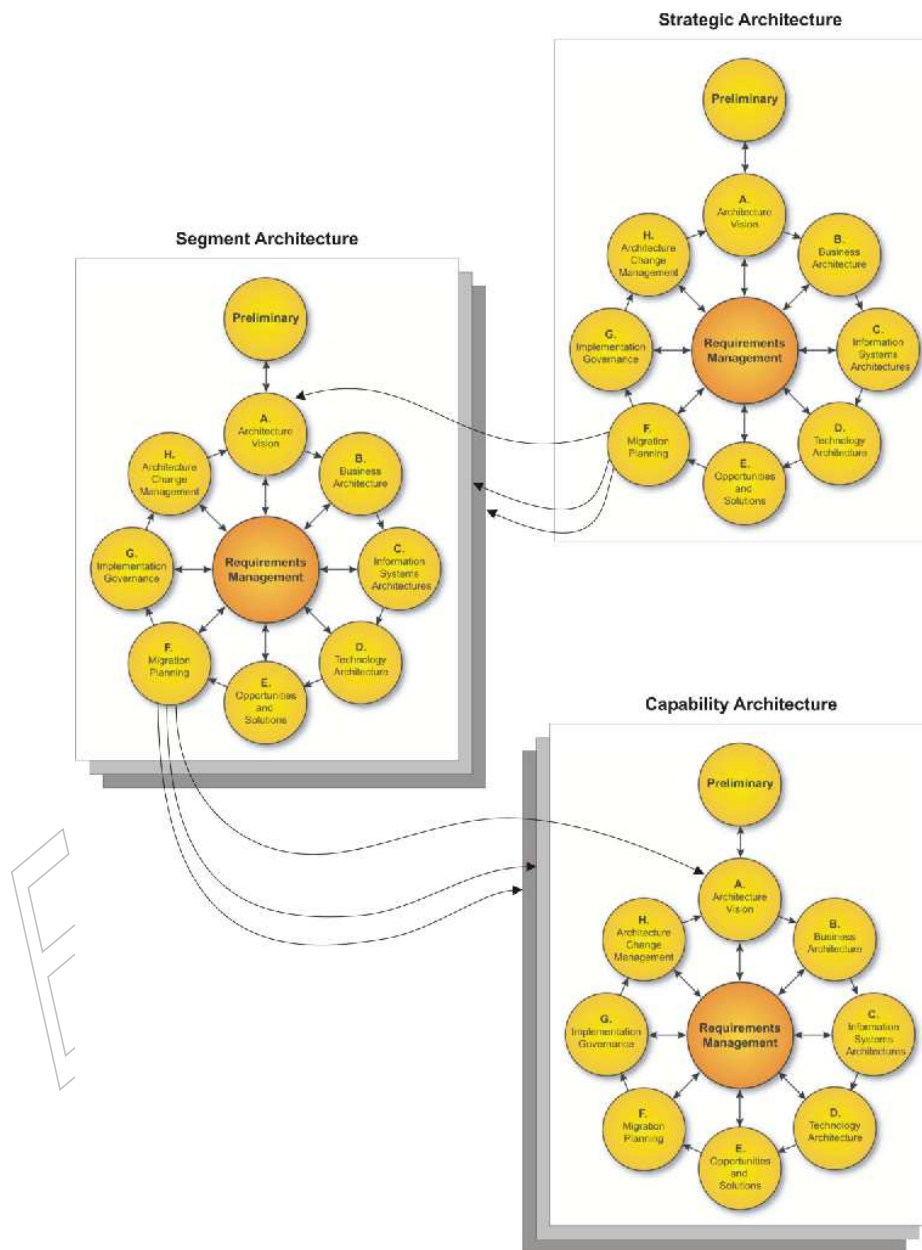 Strategic Architecture
Preliminary
A.
Architecture
Vision
B.
Business
Architecture
C.
Information
Systems
Architectures
D.
Technology
Architecture
E.
Opportunities
and
Solutions
F.
Migration
Planning
G.
Implementation
Governance
H.
Architecture
Change
Management
Requirements
Management
Segment Architecture
Preliminary
A.
Architecture
Vision
B.
Business
Architecture
C.
Information
Systems
Architectures
D.
Technology
Architecture
E.
Opportunities
and
Solutions
F.
Migration
Planning
G.
Implementation
Governance
H.
Architecture
Change
Management
Requirements
Management
Capability Architecture
Preliminary
A.
Architecture
Vision
B.
Business
Architecture
C.
Information
Systems
Architectures
D.
Technology
Architecture
E.
Opportunities
and
Solutions
F.
Migration
Planning
G.
Implementation
Governance
H.
Architecture
Change
Management
Requirements
Management